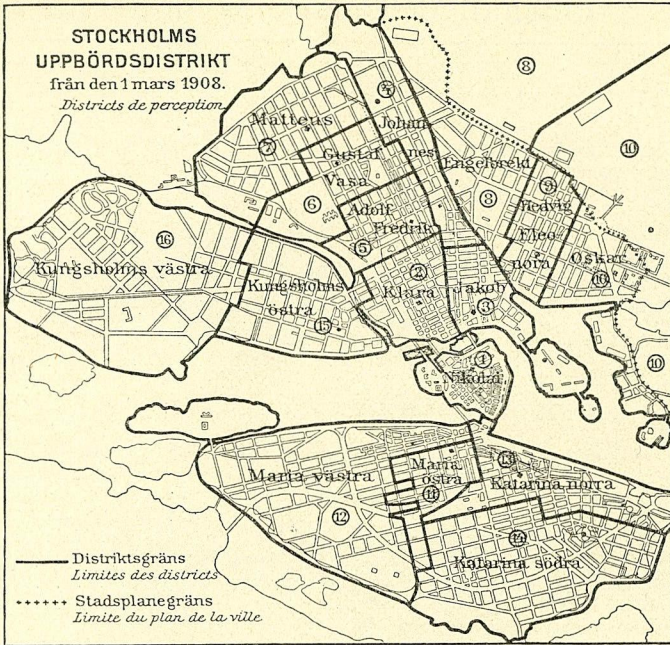 STOCKHOLMS
UPPBÖRDSDISTRIKT
från den 1 mars 1908.
Districts de perception
8
4
Johan-
nes
Matteus
7
Gustaf
Vasa
6
Engelbrekt
8
9
Hedvig
Eleo-
nora
10
Oskar
10
Adolf
Fredrik
5
16
Kungsholms västra
Kungsholms
östra
15
2
Klara
Jakob
3
10
1
Nikolai
Maria västra
12
Maria
östra
11
13
Katarina norra
14
Katarina södra
Distriktsgräns
Limites des districts
Stadsplanegräns
Limite du plan de la ville